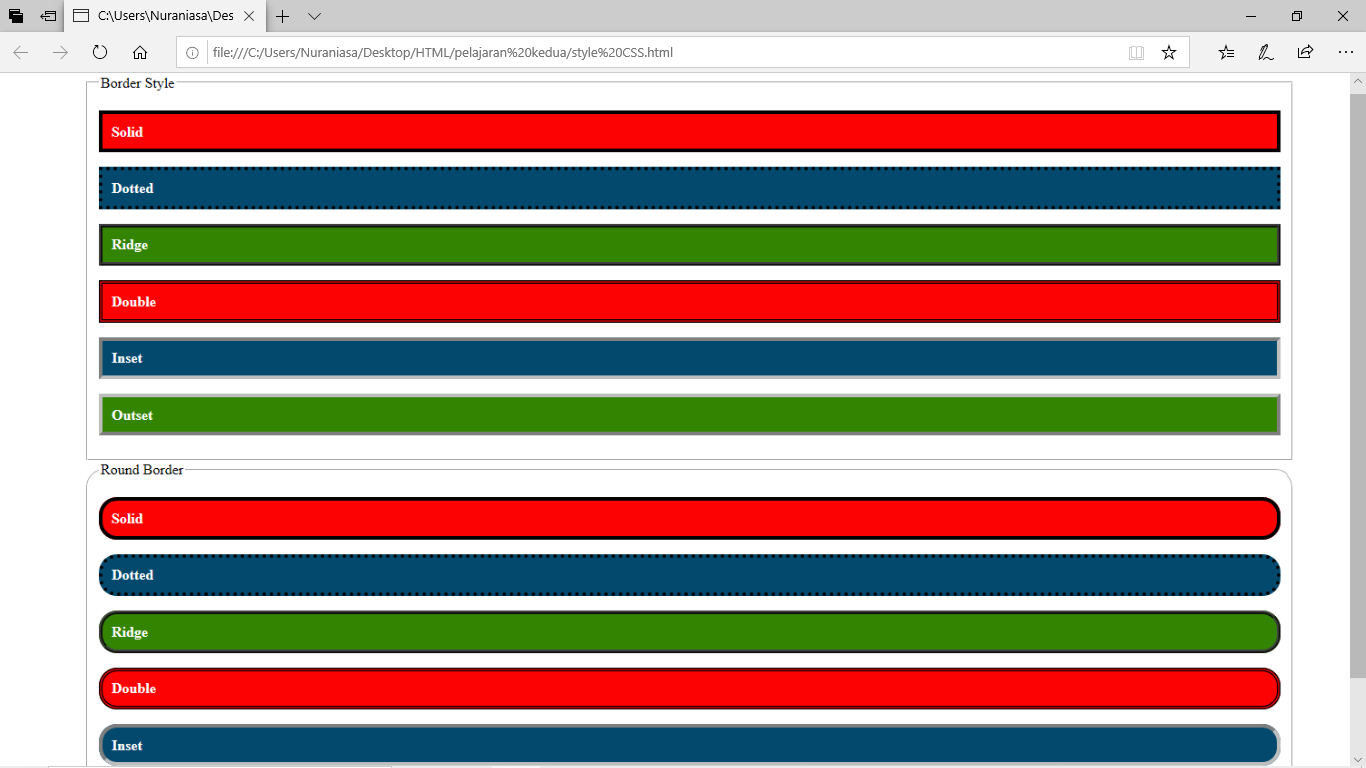 C:\Users\Nuraniasa\Des
file:///C:/Users/Nuraniasa/Desktop/HTML/pelajaran%20kedua/style%20CSS.html
Border Style
Solid
Dotted
Ridge
Double
Inset
Outset
Round Border
Solid
Dotted
Ridge
Double
Inset